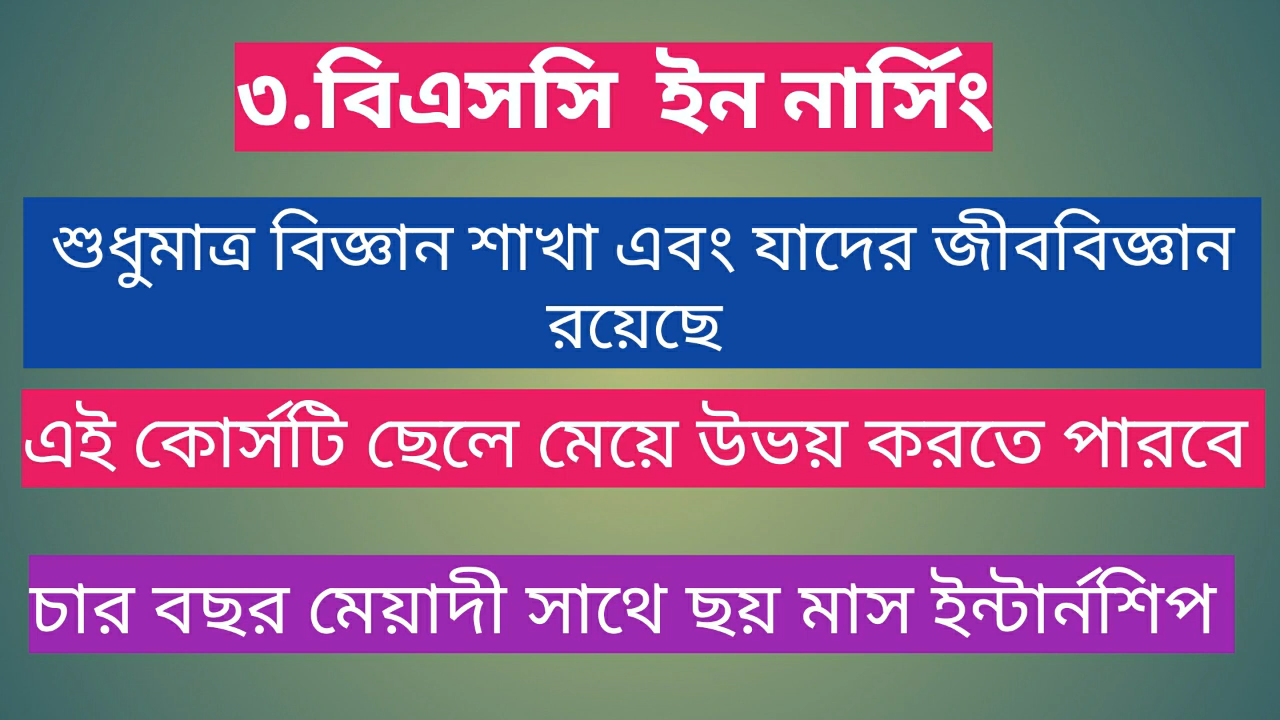 ৩.বিএসসি ইন নার্সিং
শুধুমাত্র বিজ্ঞান শাখা এবং যাদের জীববিজ্ঞান
রয়েছে
এই কোর্সটি ছেলে মেয়ে উভয় করতে পারবে
চার বছর মেয়াদী সাথে ছয় মাস ইন্টার্নশিপ